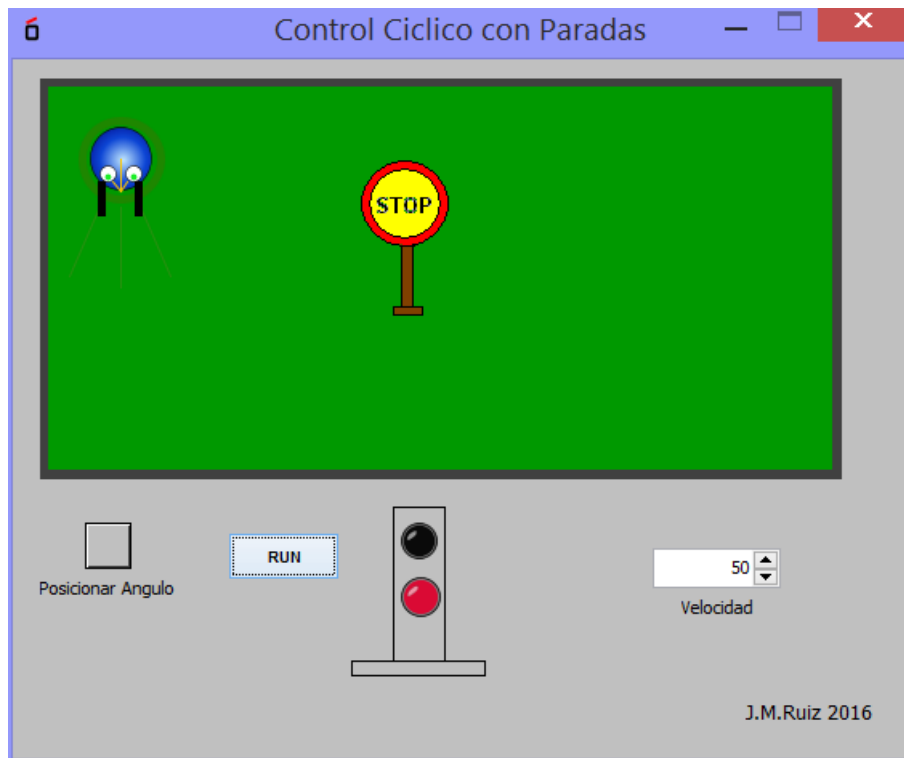 Control Ciclico con Paradas
STOP
RUN
50
Posicionar Angulo
Velocidad
J.M.Ruiz 2016